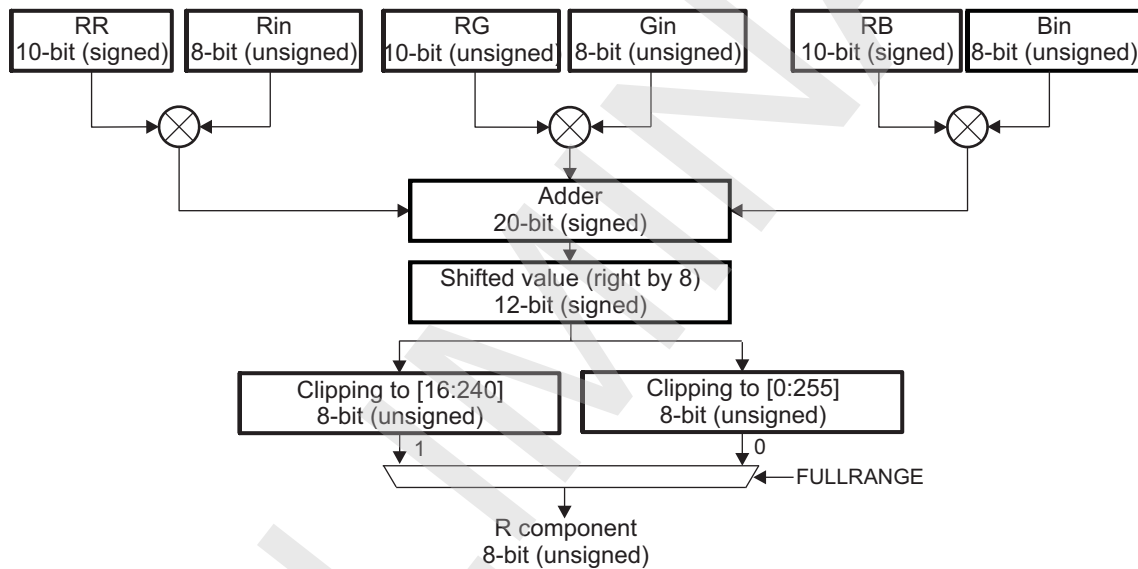 RR
10-bit (signed)
Rin
8-bit (unsigned)
RG
10-bit (unsigned)
Gin
8-bit (unsigned)
RB
10-bit (signed)
Bin
8-bit (unsigned)
Adder
20-bit (signed)
Shifted value (right by 8)
12-bit (signed)
Clipping to [16:240]
8-bit (unsigned)
Clipping to [0:255]
8-bit (unsigned)
1
0
FULLRANGE
R component
8-bit (unsigned)